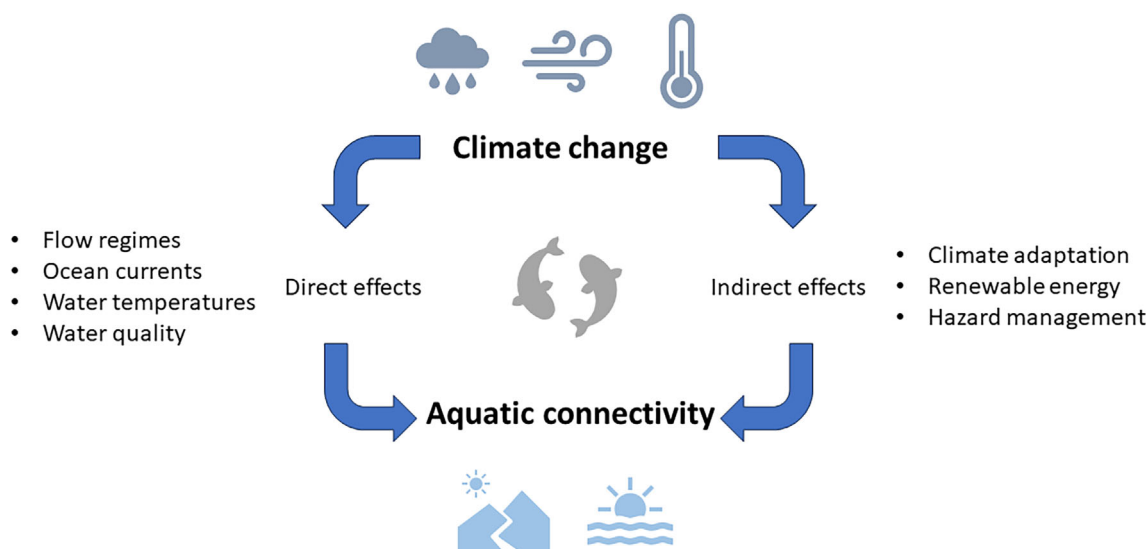 Climate change
• Flow regimes
• Ocean currents
• Water temperatures
• Water quality
Direct effects
Indirect effects
• Climate adaptation
• Renewable energy
• Hazard management
Aquatic connectivity